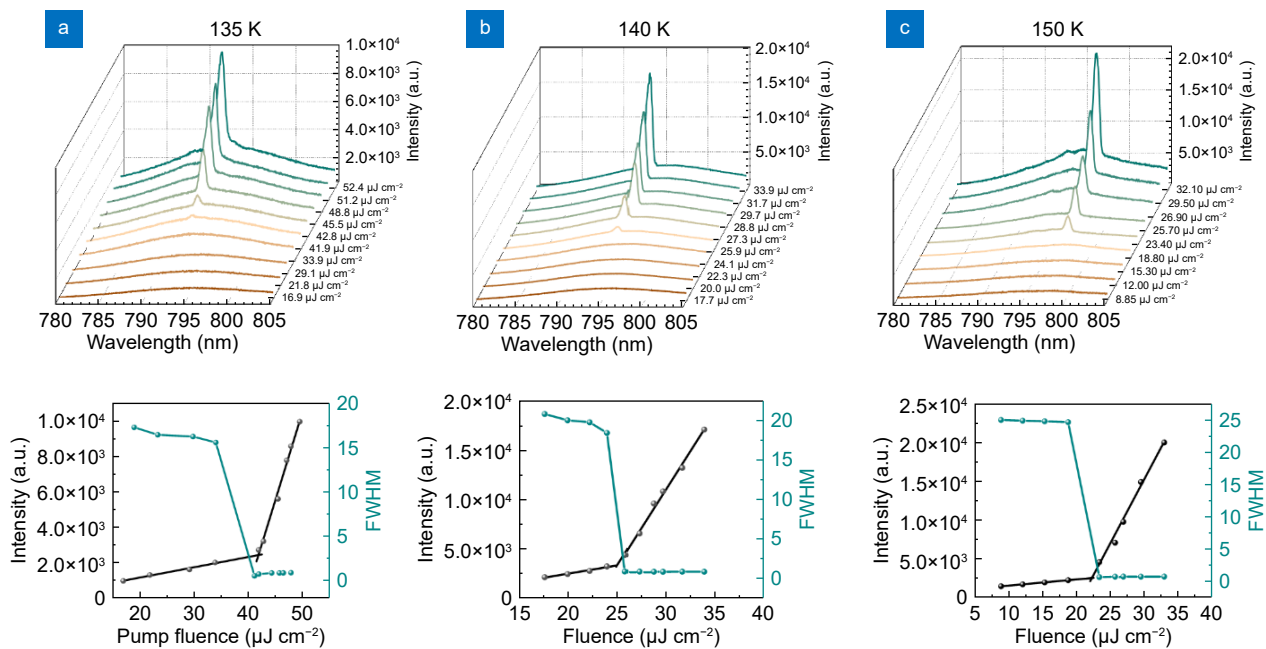 a
135 K
1.0×10⁴
8.0×10³
6.0×10³
4.0×10³
2.0×10³
Intensity (a.u.)
52.4 μJ cm⁻²
51.2 μJ cm⁻²
48.8 μJ cm⁻²
45.5 μJ cm⁻²
42.8 μJ cm⁻²
41.9 μJ cm⁻²
33.9 μJ cm⁻²
29.1 μJ cm⁻²
21.8 μJ cm⁻²
16.9 μJ cm⁻²
780 785 790 795 800 805
Wavelength (nm)
b
140 K
2.0×10⁴
1.5×10⁴
1.0×10⁴
5.0×10³
Intensity (a.u.)
33.9 μJ cm⁻²
31.7 μJ cm⁻²
29.7 μJ cm⁻²
28.8 μJ cm⁻²
27.3 μJ cm⁻²
25.9 μJ cm⁻²
24.1 μJ cm⁻²
22.3 μJ cm⁻²
20.0 μJ cm⁻²
17.7 μJ cm⁻²
780 785 790 795 800 805
Wavelength (nm)
c
150 K
2.0×10⁴
1.5×10⁴
1.0×10⁴
5.0×10³
Intensity (a.u.)
32.10 μJ cm⁻²
29.50 μJ cm⁻²
26.90 μJ cm⁻²
25.70 μJ cm⁻²
23.40 μJ cm⁻²
18.80 μJ cm⁻²
15.30 μJ cm⁻²
12.00 μJ cm⁻²
8.85 μJ cm⁻²
780 785 790 795 800 805
Wavelength (nm)
Intensity (a.u.)
1.0×10⁴
8.0×10³
6.0×10³
4.0×10³
2.0×10³
0
20
15
10
5
0
FWHM
20 30 40 50
Pump fluence (μJ cm⁻²)
Intensity (a.u.)
2.0×10⁴
1.5×10⁴
1.0×10⁴
5.0×10³
0
20
15
10
5
0
FWHM
15 20 25 30 35 40
Fluence (μJ cm⁻²)
Intensity (a.u.)
2.5×10⁴
2.0×10⁴
1.5×10⁴
1.0×10⁴
5.0×10³
0
25
20
15
10
5
0
FWHM
5 10 15 20 25 30 35 40
Fluence (μJ cm⁻²)